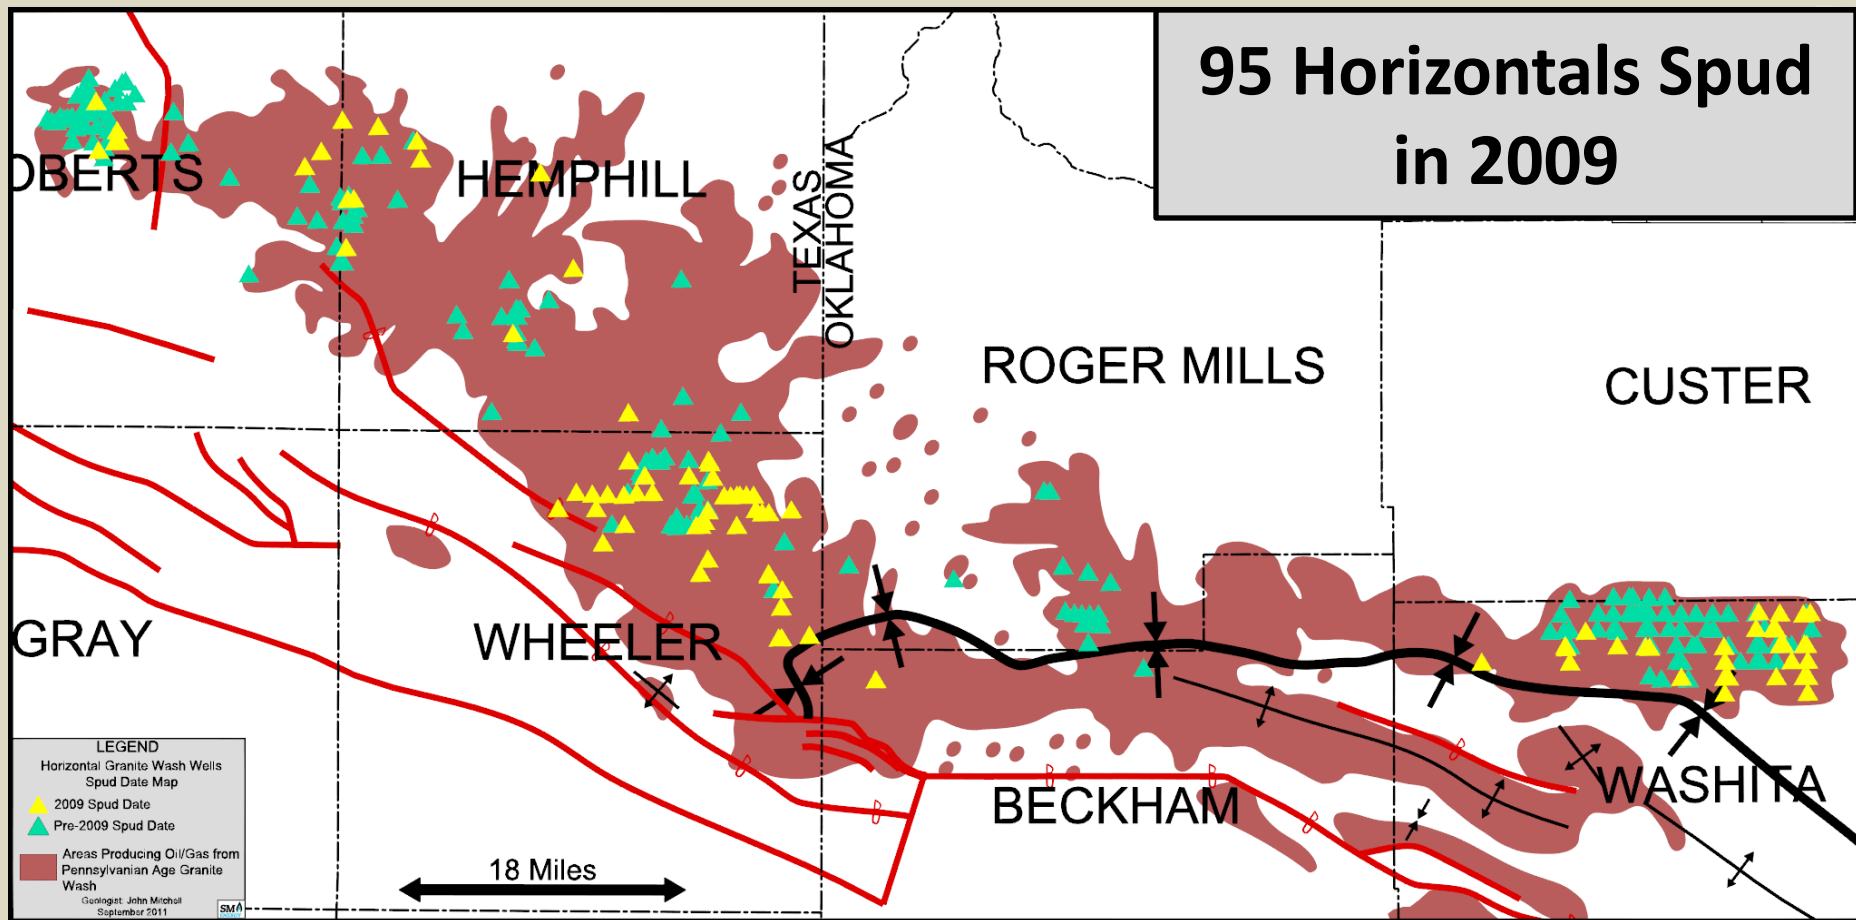 95 Horizontals Spud
in 2009
OBERTS
HEMPHILL
TEXAS
OKLAHOMA
ROGER MILLS
CUSTER
GRAY
WHEELER
BECKHAM
WASHITA
18 Miles
LEGEND
Horizontal Granite Wash Wells
Spud Date Map
2009 Spud Date
Pre-2009 Spud Date
Areas Producing Oil/Gas from
Pennsylvanian Age Granite
Wash
Geologist: John Mitchell
September 2011
SM
ENERGY